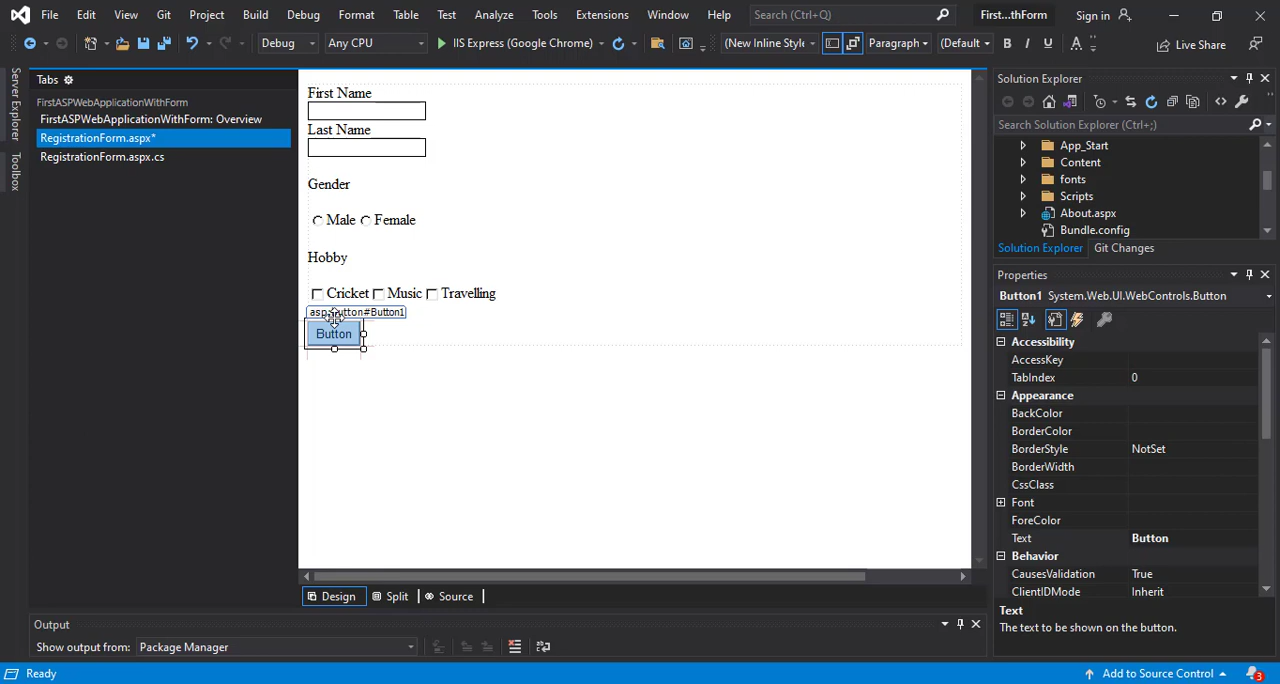 File Edit View Git Project Build Debug Format Table Test Analyze Tools Extensions Window Help Search (Ctrl+Q) First...thForm Sign in
Debug Any CPU IIS Express (Google Chrome) (New Inline Style Paragraph (Default B I U A Live Share
Server Explorer
Toolbox
Tabs
FirstASPWebApplicationWithForm
FirstASPWebApplicationWithForm: Overview
RegistrationForm.aspx*
RegistrationForm.aspx.cs
First Name
Last Name
Gender
Male Female
Hobby
Cricket Music Travelling
asp:button#Button1
Button
Design Split Source
Output
Show output from: Package Manager
Solution Explorer
Search Solution Explorer (Ctrl+;)
App_Start
Content
fonts
Scripts
About.aspx
Bundle.config
Solution Explorer Git Changes
Properties
Button1 System.Web.UI.WebControls.Button
Accessibility
AccessKey
TabIndex 0
Appearance
BackColor
BorderColor
BorderStyle NotSet
BorderWidth
CssClass
Font
ForeColor
Text Button
Behavior
CausesValidation True
ClientIDMode Inherit
Text
The text to be shown on the button.
Ready Add to Source Control 3